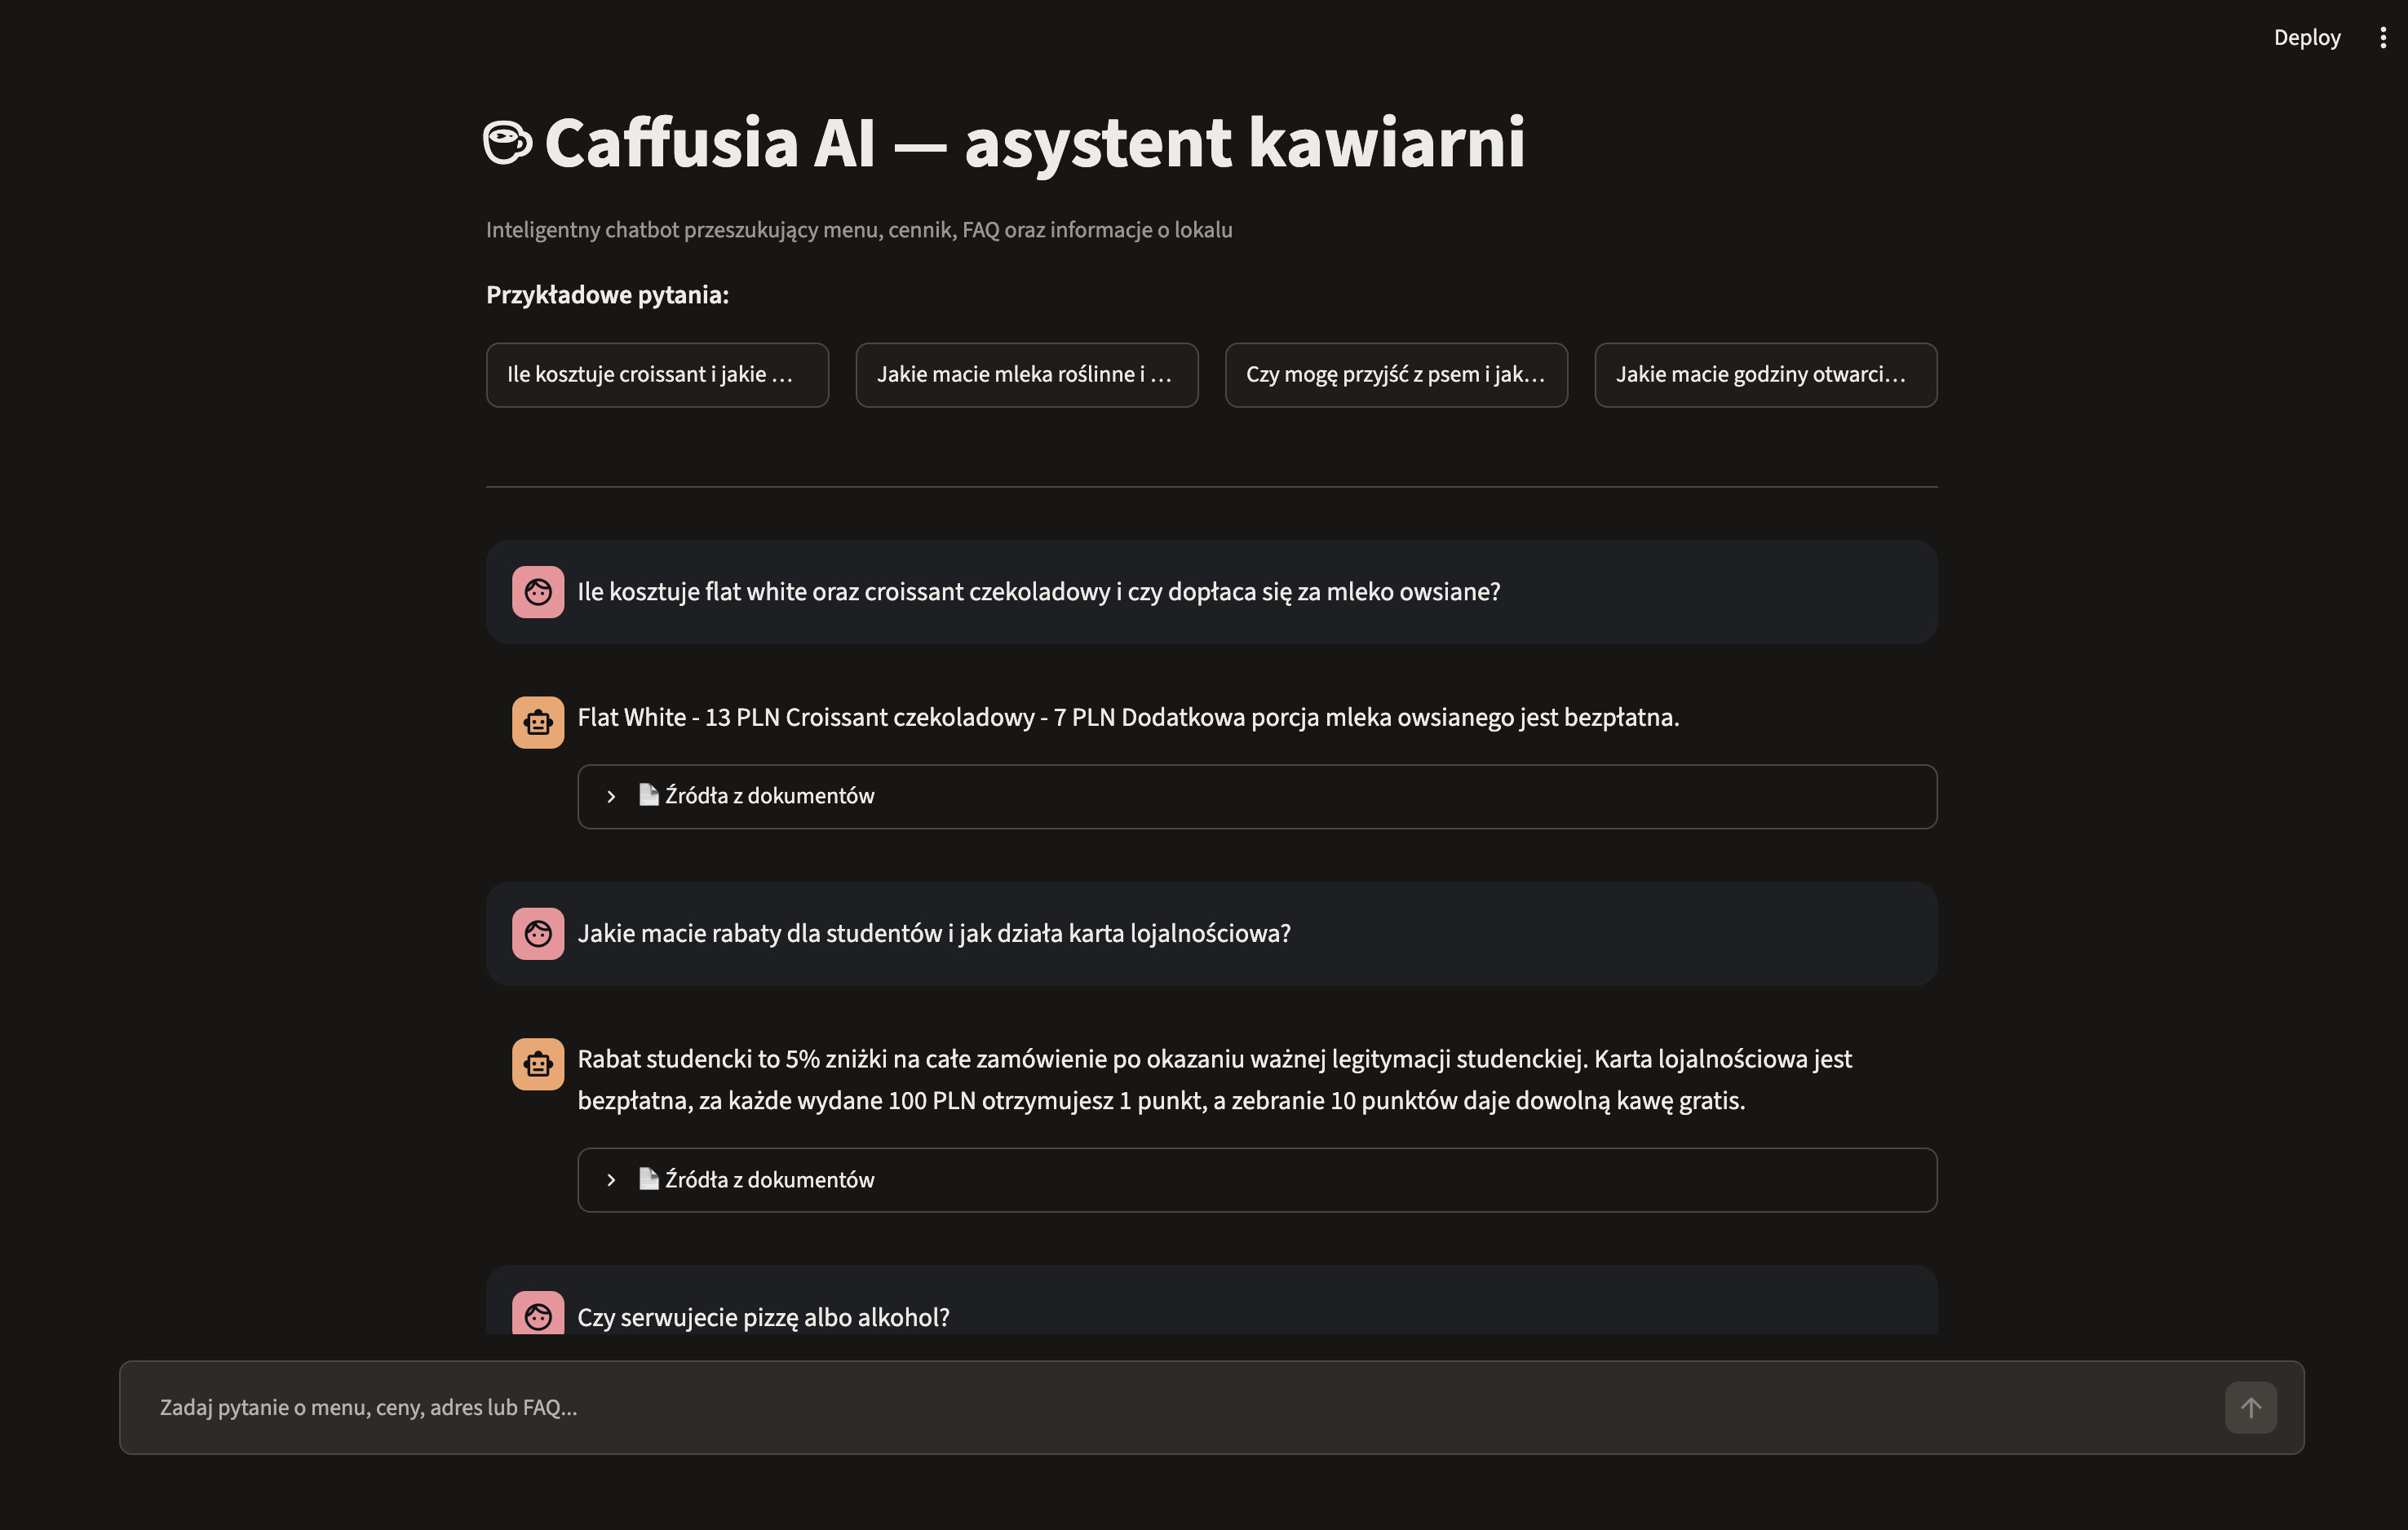 Deploy
Caffusia AI — asystent kawiarni
Inteligentny chatbot przeszukujący menu, cennik, FAQ oraz informacje o lokalu
Przykładowe pytania:
Ile kosztuje croissant i jakie ...
Jakie macie mleka roślinne i ...
Czy mogę przyjść z psem i jak...
Jakie macie godziny otwarci...
Ile kosztuje flat white oraz croissant czekoladowy i czy dopłaca się za mleko owsiane?
Flat White - 13 PLN Croissant czekoladowy - 7 PLN Dodatkowa porcja mleka owsianego jest bezpłatna.
Źródła z dokumentów
Jakie macie rabaty dla studentów i jak działa karta lojalnościowa?
Rabat studencki to 5% zniżki na całe zamówienie po okazaniu ważnej legitymacji studenckiej. Karta lojalnościowa jest
bezpłatna, za każde wydane 100 PLN otrzymujesz 1 punkt, a zebranie 10 punktów daje dowolną kawę gratis.
Źródła z dokumentów
Czy serwujecie pizzę albo alkohol?
Zadaj pytanie o menu, ceny, adres lub FAQ...